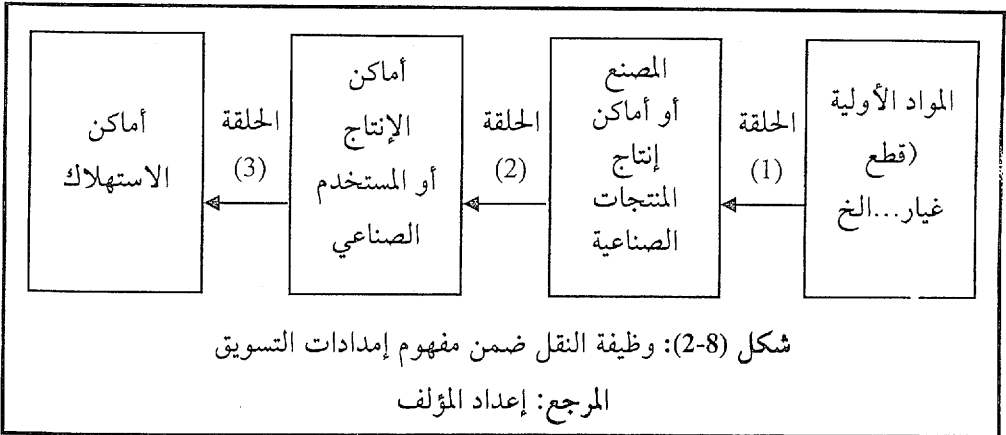 المواد الأولية
(قطع
غيار...الخ
الحلقة
(1)
المصنع
أو أماكن
إنتاج
المنتجات
الصناعية
الحلقة
(2)
أماكن
الإنتاج
أو المستخدم
الصناعي
الحلقة
(3)
أماكن
الاستهلاك
شكل (8-2): وظيفة النقل ضمن مفهوم إمدادات التسويق
المرجع: إعداد المؤلف